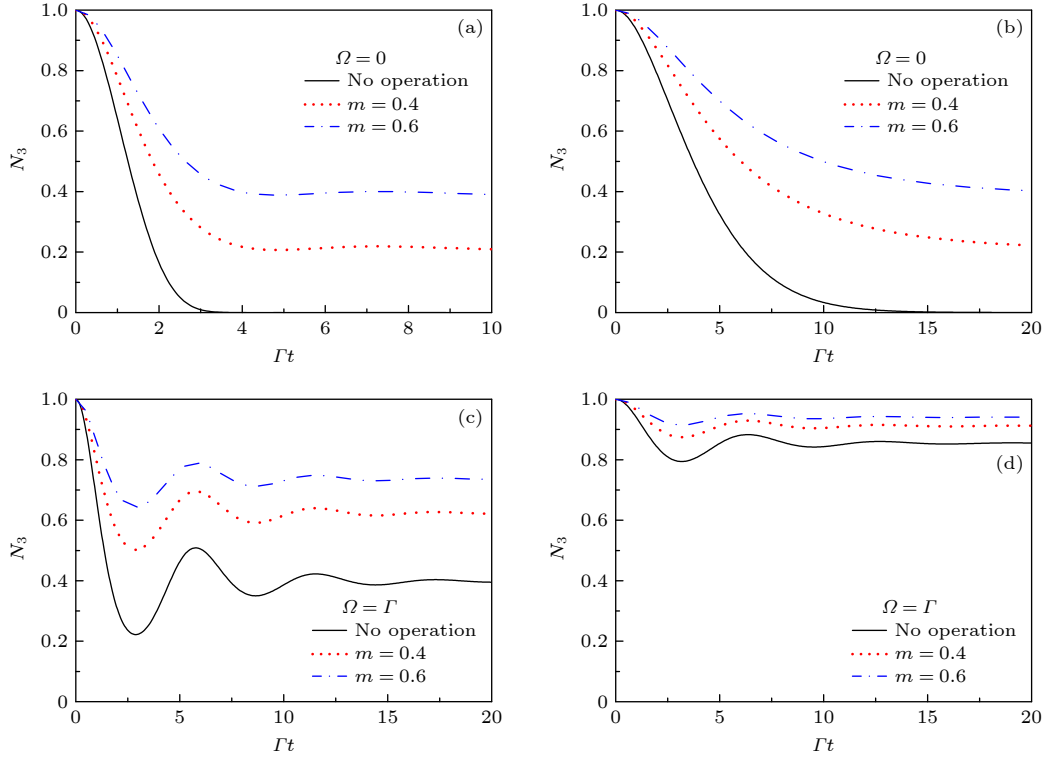 1.0
0.8
0.6
0.4
0.2
0
N₃
(a)
Ω = 0
No operation
m = 0.4
m = 0.6
0 2 4 6 8 10
Γt
1.0
0.8
0.6
0.4
0.2
0
N₃
(b)
Ω = 0
No operation
m = 0.4
m = 0.6
0 5 10 15 20
Γt
1.0
0.8
0.6
0.4
0.2
0
N₃
(c)
Ω = Γ
No operation
m = 0.4
m = 0.6
0 5 10 15 20
Γt
1.0
0.8
0.6
0.4
0.2
0
N₃
(d)
Ω = Γ
No operation
m = 0.4
m = 0.6
0 5 10 15 20
Γt